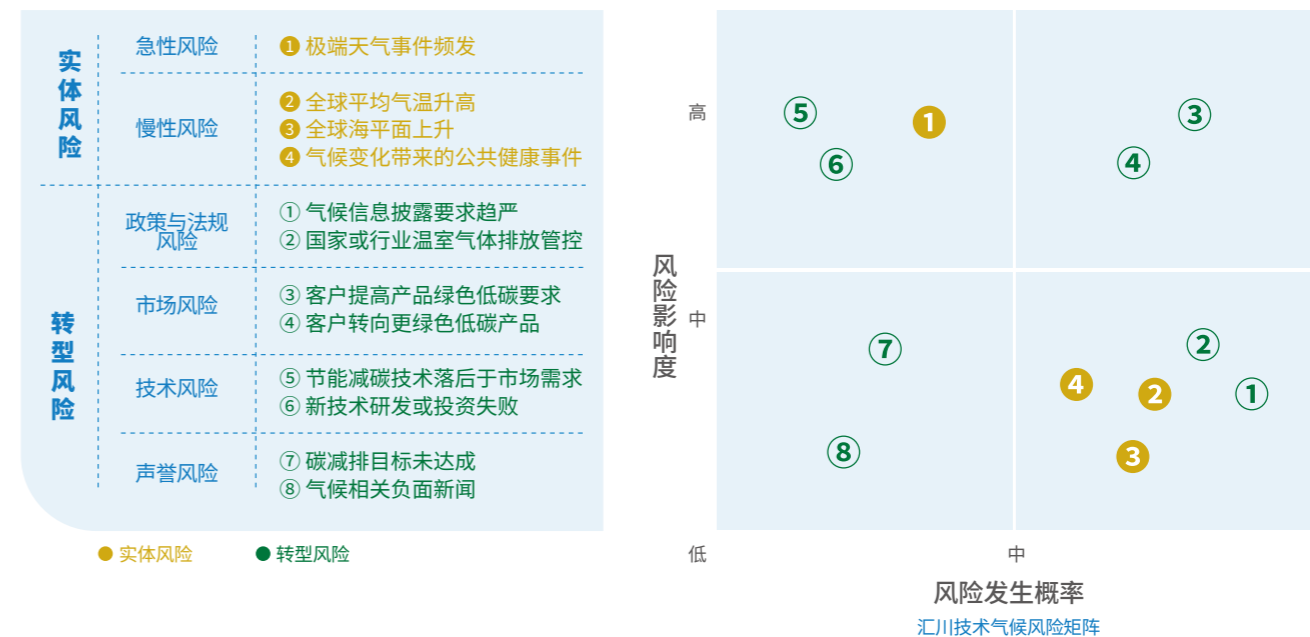 实体风险
急性风险
❶ 极端天气事件频发
慢性风险
❷ 全球平均气温升高
❸ 全球海平面上升
❹ 气候变化带来的公共健康事件
转型风险
政策与法规
风险
① 气候信息披露要求趋严
② 国家或行业温室气体排放管控
市场风险
③ 客户提高产品绿色低碳要求
④ 客户转向更绿色低碳产品
技术风险
⑤ 节能减碳技术落后于市场需求
⑥ 新技术研发或投资失败
声誉风险
⑦ 碳减排目标未达成
⑧ 气候相关负面新闻
● 实体风险
● 转型风险
风险影响度
高
⑤
❶
③
⑥
④
中
⑦
②
❹
❷
①
⑧
❸
低
中
风险发生概率
汇川技术气候风险矩阵